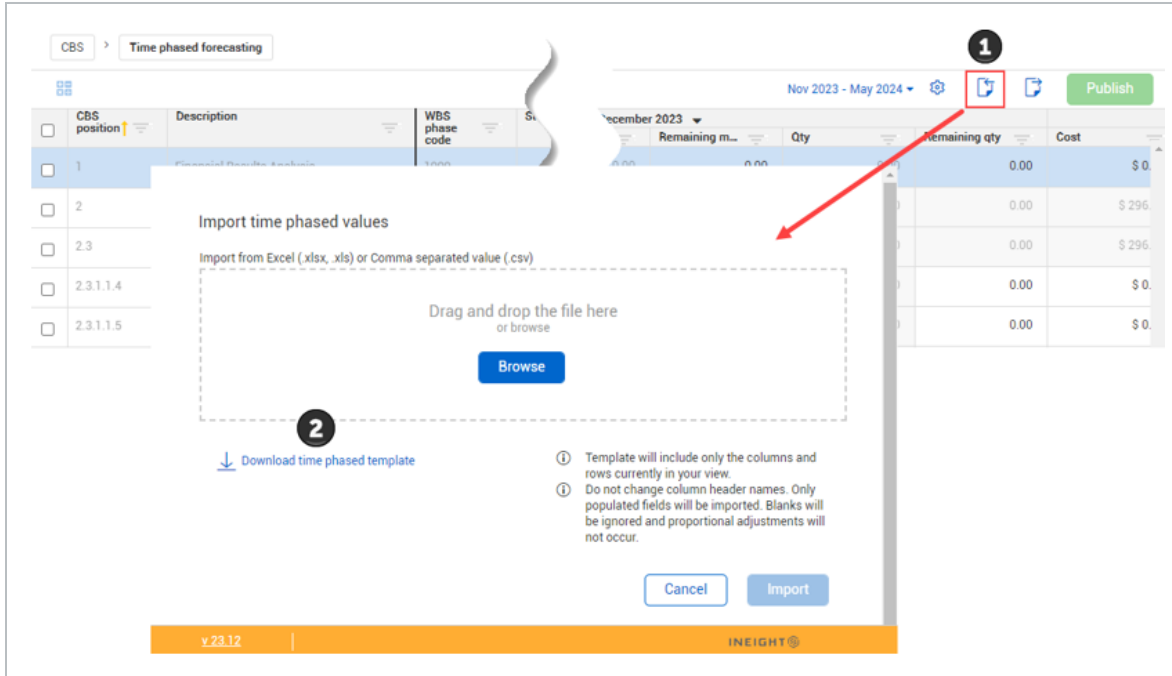 CBS > Time phased forecasting
1
Nov 2023 - May 2024
Publish
CBS position
Description
WBS phase code
December 2023
Remaining m...
Qty
Remaining qty
Cost
1
Financial Results Analysis
1000
0.00
0.00
0.00
$ 0.
2
0.00
$ 296.
2.3
0.00
$ 296.
2.3.1.1.4
0.00
$ 0.
2.3.1.1.5
0.00
$ 0.
Import time phased values
Import from Excel (.xlsx, .xls) or Comma separated value (.csv)
Drag and drop the file here
or browse
Browse
2
Download time phased template
Template will include only the columns and
rows currently in your view.
Do not change column header names. Only
populated fields will be imported. Blanks will
be ignored and proportional adjustments will
not occur.
Cancel
Import
v 23.12
INEIGHT